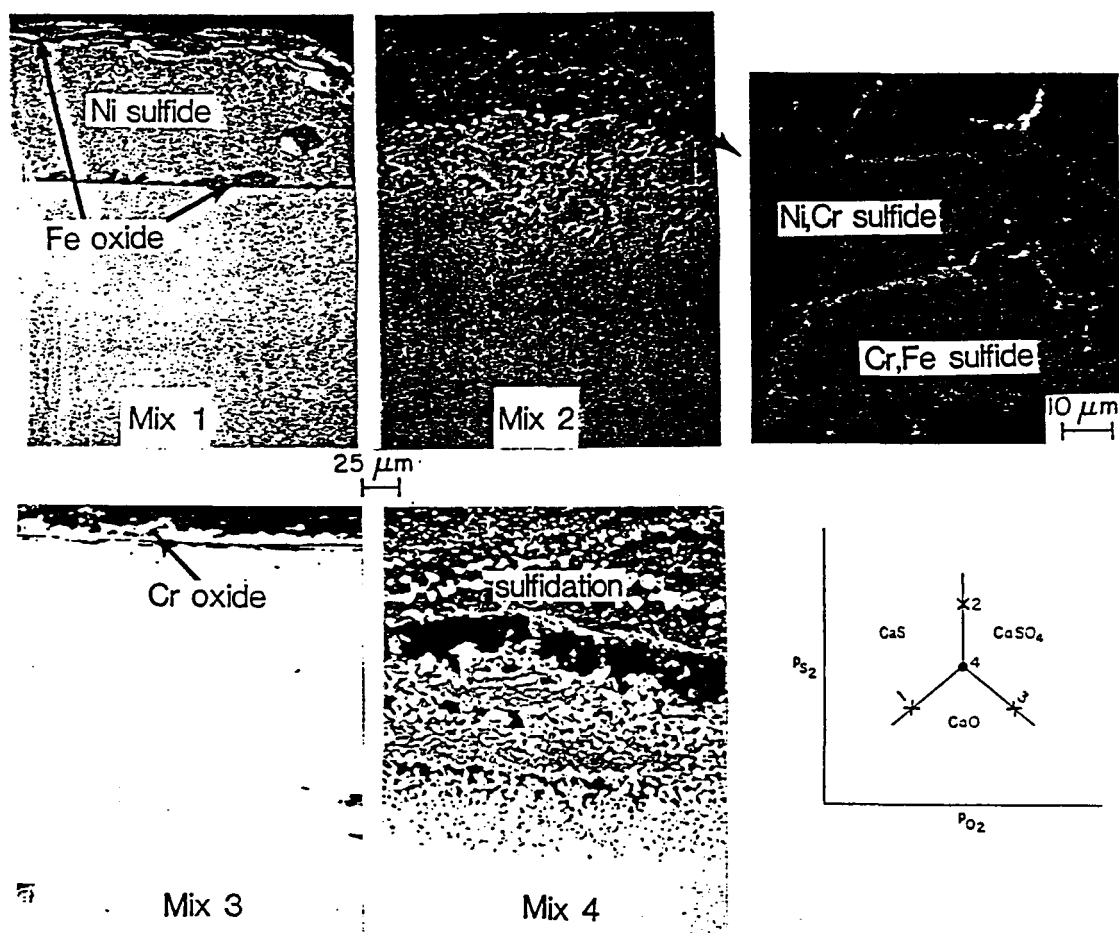 Ni sulfide
Fe oxide
Mix 1
Mix 2
Ni,Cr sulfide
Cr,Fe sulfide
10 μm
25 μm
Cr oxide
Mix 3
sulfidation
Mix 4
2
CaS
CaSO₄
4
1
3
CaO
Ps₂
Po₂